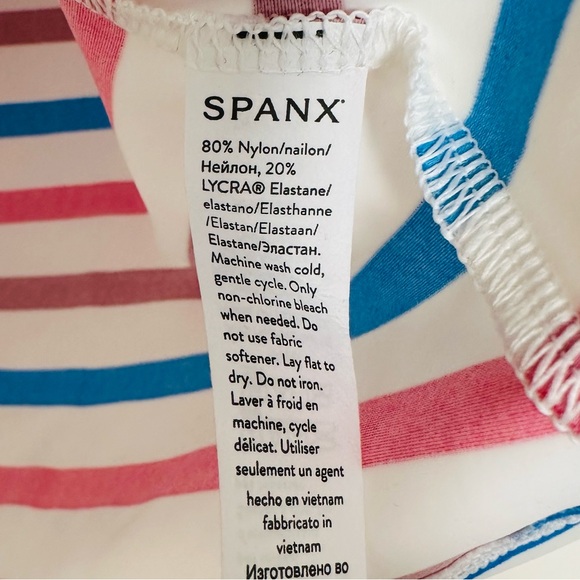 SPANX
80% Nylon/nailon/
Нейлон, 20%
LYCRA® Elastane/
elastano/Elasthanne
/Elastan/Elastaan/
Elastane/Эластан.
Machine wash cold,
gentle cycle. Only
non-chlorine bleach
when needed. Do
not use fabric
softener. Lay flat to
dry. Do not iron.
Laver à froid en
machine, cycle
délicat. Utiliser
seulement un agent
hecho en vietnam
fabbricato in
vietnam
Изготовлено во